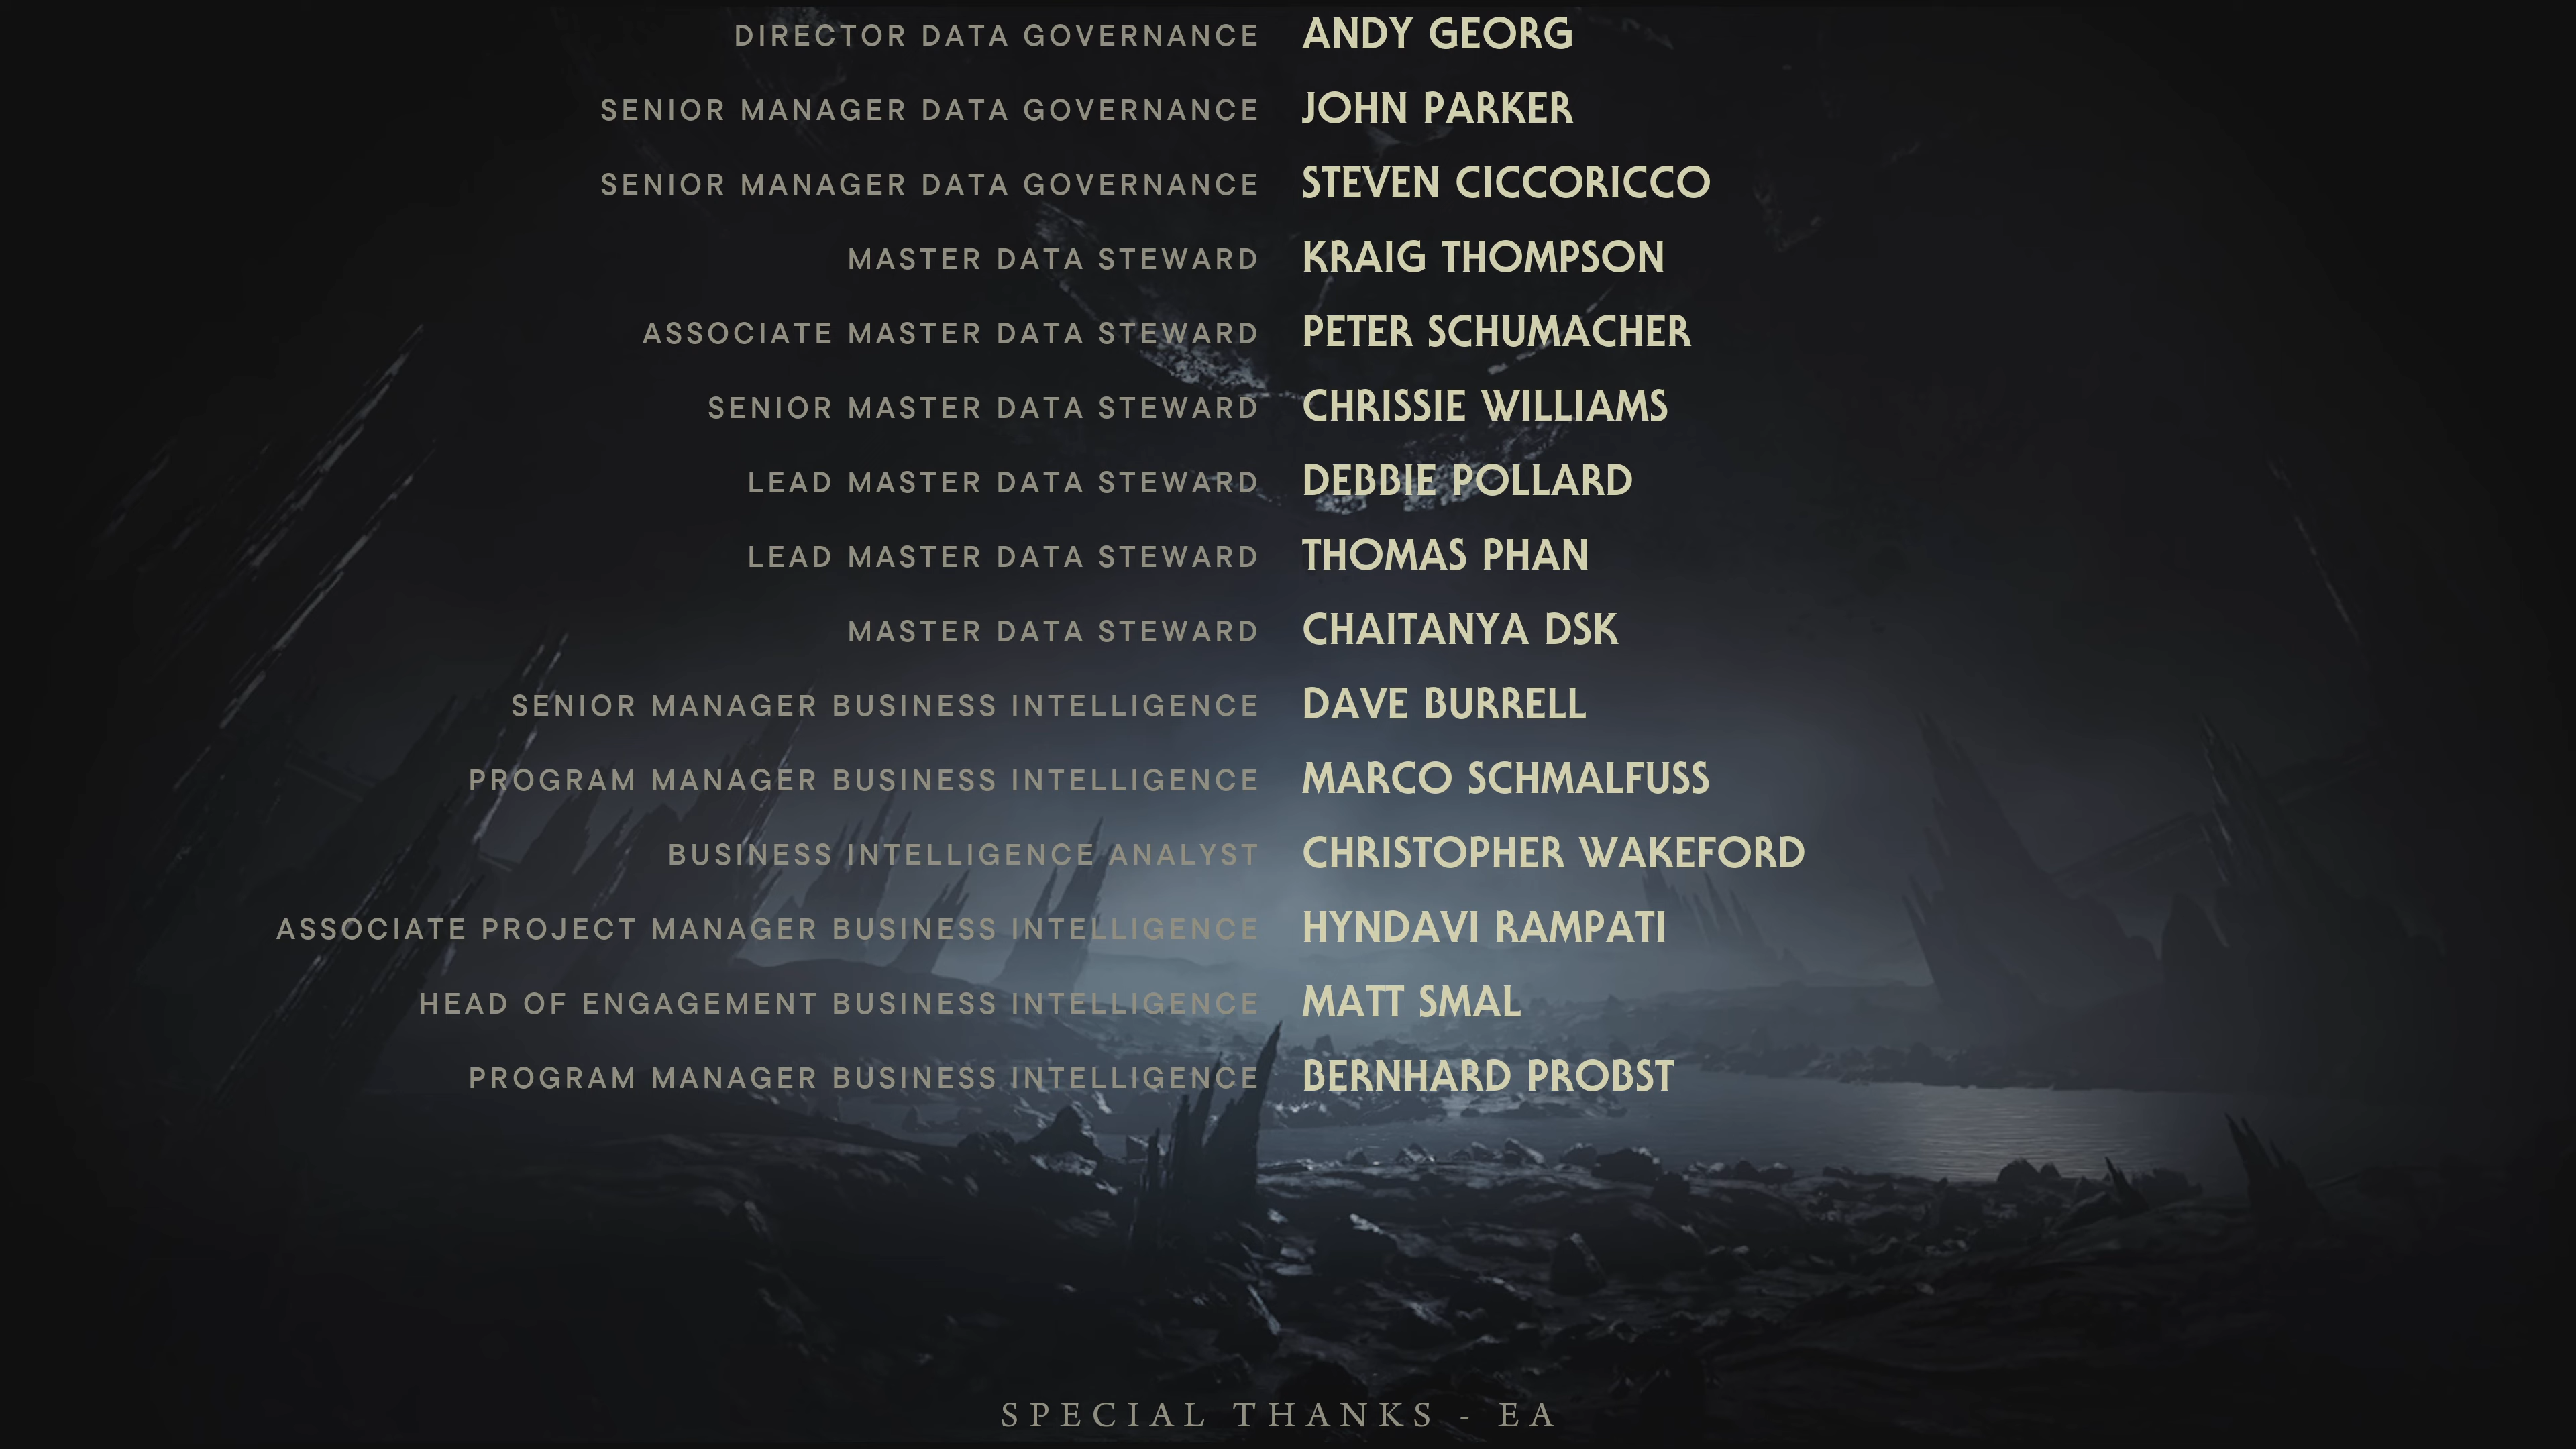 DIRECTOR DATA GOVERNANCE ANDY GEORG
SENIOR MANAGER DATA GOVERNANCE JOHN PARKER
SENIOR MANAGER DATA GOVERNANCE STEVEN CICCORICCO
MASTER DATA STEWARD KRAIG THOMPSON
ASSOCIATE MASTER DATA STEWARD PETER SCHUMACHER
SENIOR MASTER DATA STEWARD CHRISSIE WILLIAMS
LEAD MASTER DATA STEWARD DEBBIE POLLARD
LEAD MASTER DATA STEWARD THOMAS PHAN
MASTER DATA STEWARD CHAITANYA DSK
SENIOR MANAGER BUSINESS INTELLIGENCE DAVE BURRELL
PROGRAM MANAGER BUSINESS INTELLIGENCE MARCO SCHMALFUSS
BUSINESS INTELLIGENCE ANALYST CHRISTOPHER WAKEFORD
ASSOCIATE PROJECT MANAGER BUSINESS INTELLIGENCE HYNDAVI RAMPATI
HEAD OF ENGAGEMENT BUSINESS INTELLIGENCE MATT SMAL
PROGRAM MANAGER BUSINESS INTELLIGENCE BERNHARD PROBST
SPECIAL THANKS - EA